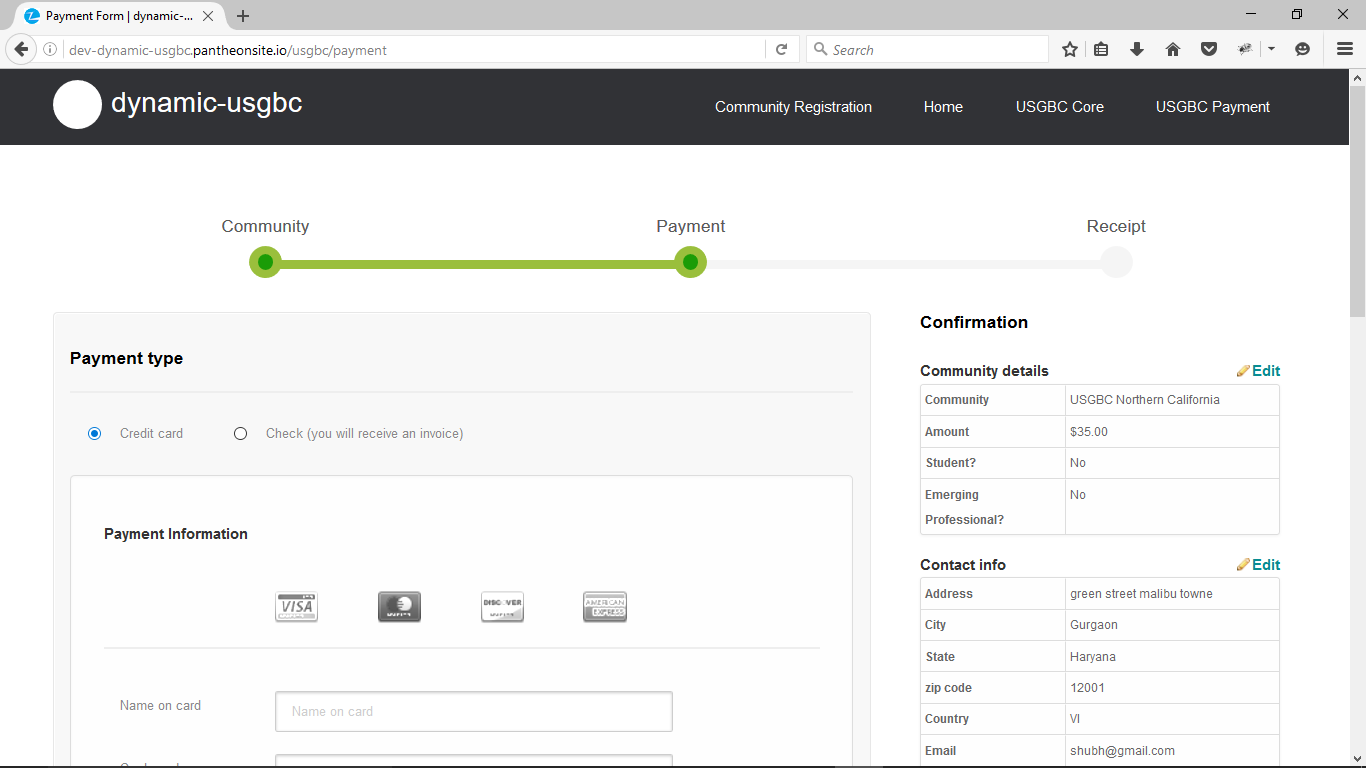 Payment Form | dynamic-...
dev-dynamic-usgbc.pantheonsite.io/usgbc/payment
Search
dynamic-usgbc
Community Registration
Home
USGBC Core
USGBC Payment
Community
Payment
Receipt
Payment type
Credit card
Check (you will receive an invoice)
Payment Information
VISA
DISCOVER
AMERICAN
EXPRESS
Name on card
Name on card
Confirmation
Community details
Edit
Community USGBC Northern California
Amount $35.00
Student? No
Emerging No
Professional?
Contact info
Edit
Address green street malibu towne
City Gurgaon
State Haryana
zip code 12001
Country VI
Email shubh@gmail.com